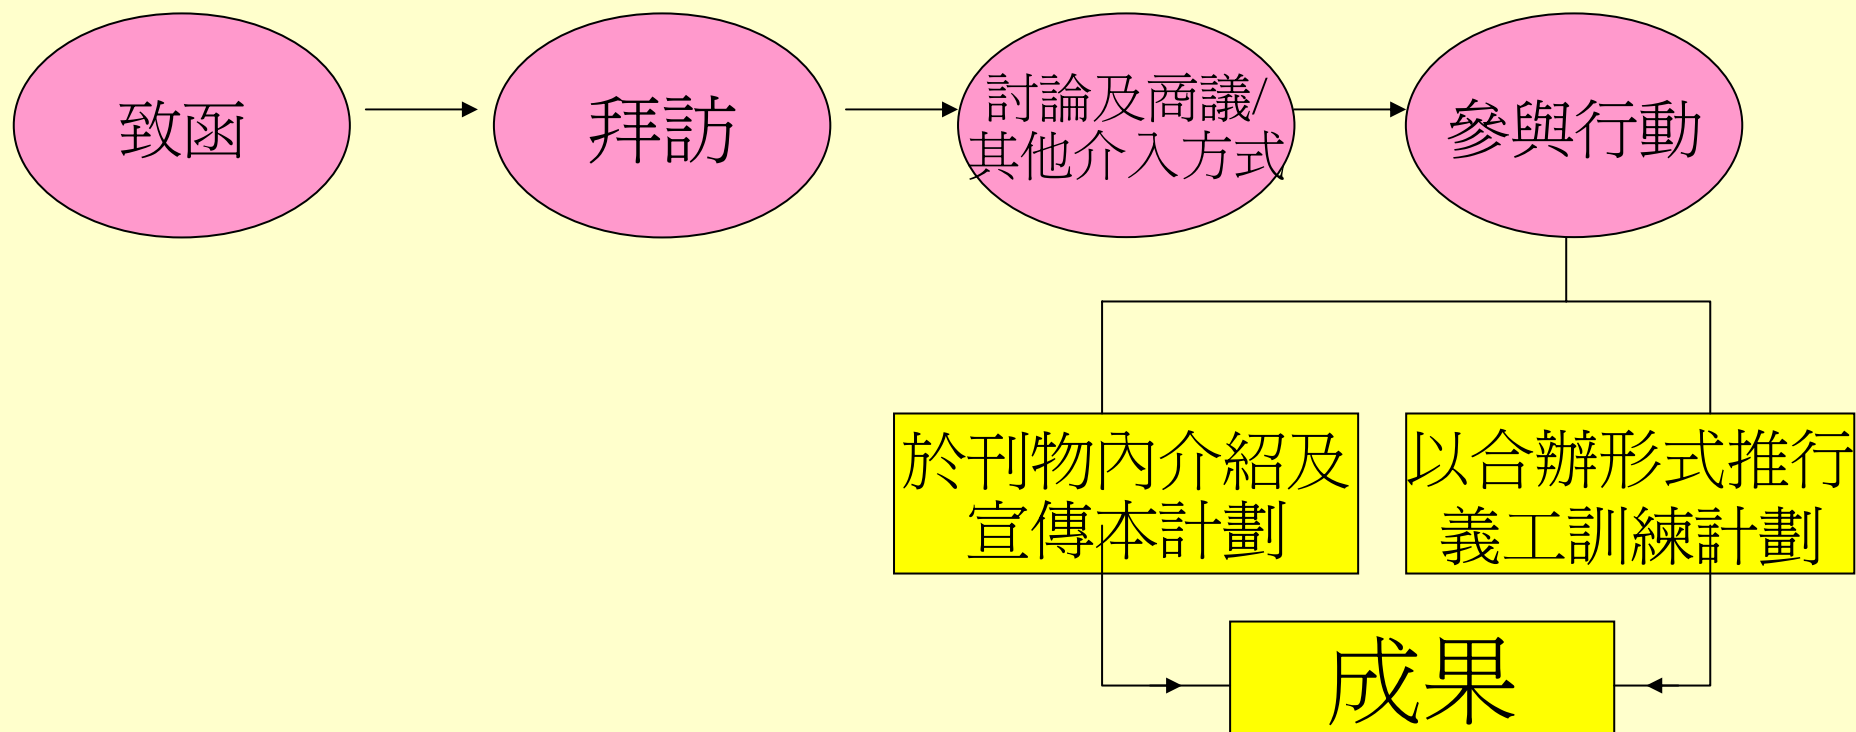 致函
拜訪
討論及商議/
其他介入方式
參與行動
於刊物內介紹及
宣傳本計劃
以合辦形式推行
義工訓練計劃
成果